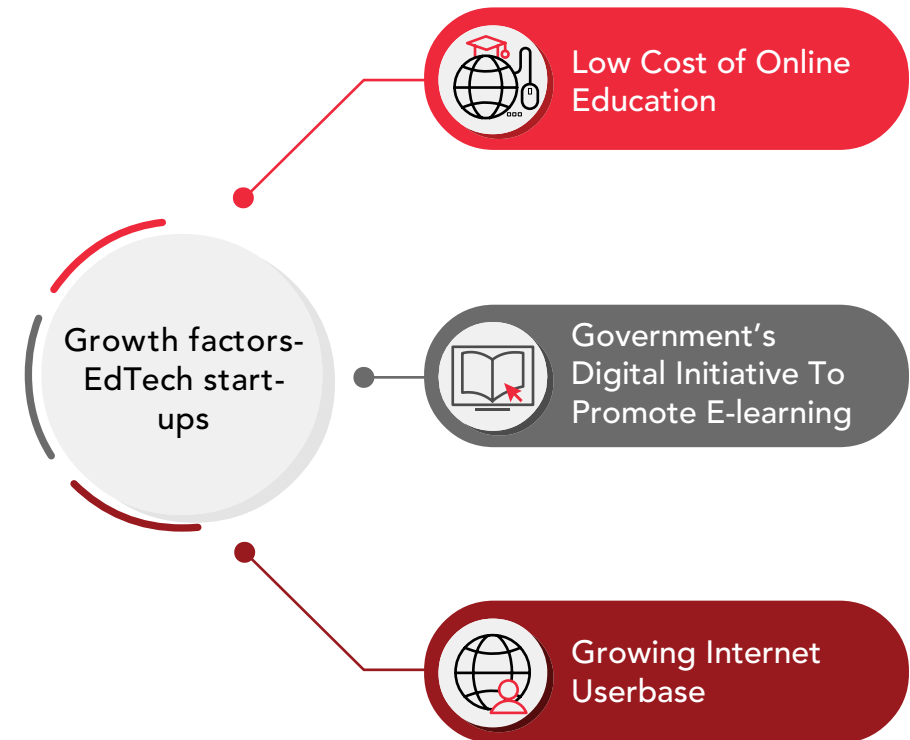 Low Cost of Online
Education
Growth factors-
EdTech start-
ups
Government’s
Digital Initiative To
Promote E-learning
Growing Internet
Userbase